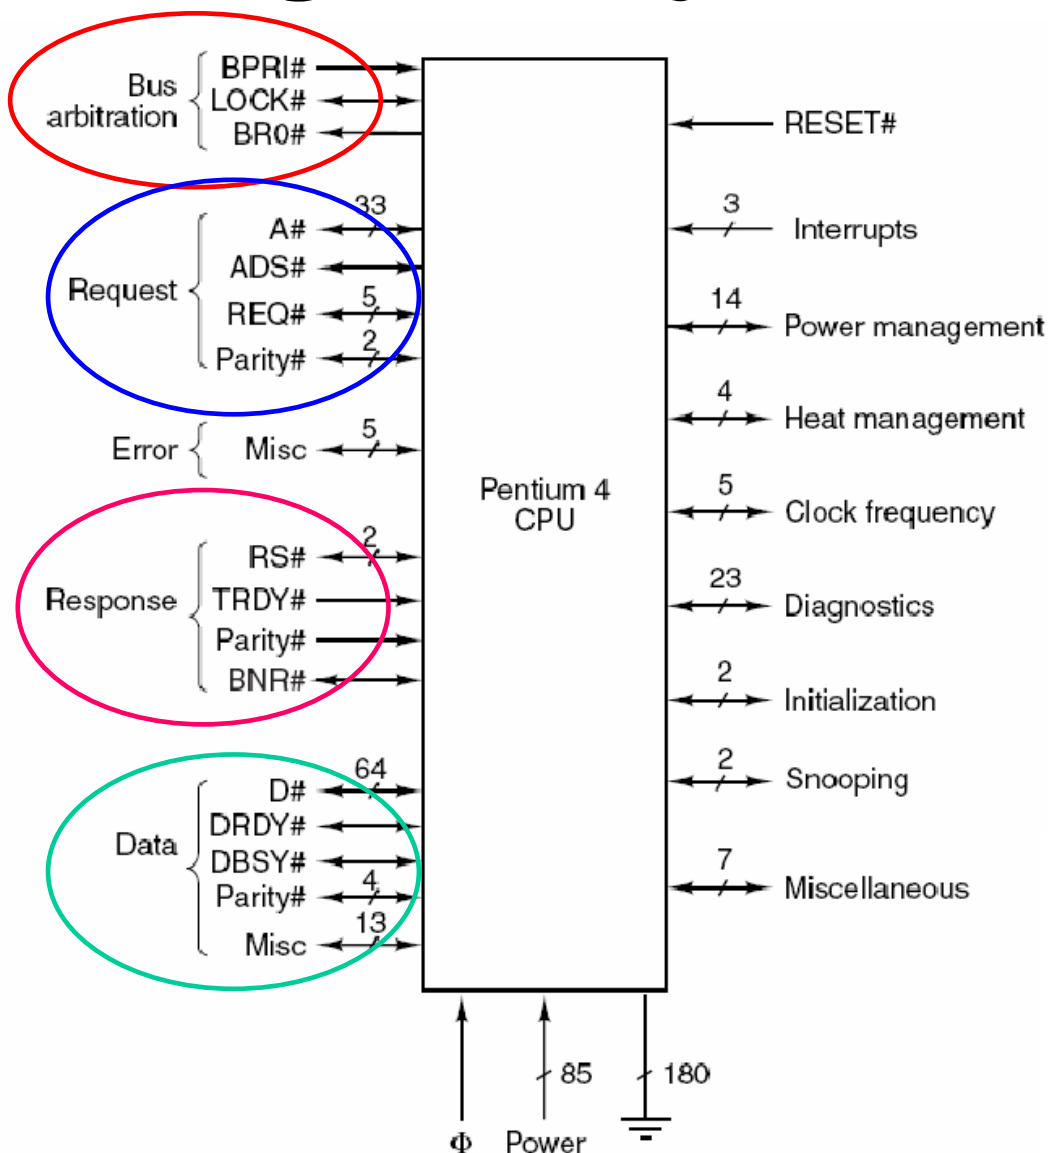 Bus
arbitration
BPRI#
LOCK#
BR0#
Request
33
A#
ADS#
5
REQ#
2
Parity#
Error
5
Misc
Response
2
RS#
TRDY#
Parity#
BNR#
Data
64
D#
DRDY#
DBSY#
4
Parity#
13
Misc
Pentium 4
CPU
RESET#
3
Interrupts
14
Power management
4
Heat management
5
Clock frequency
23
Diagnostics
2
Initialization
2
Snooping
7
Miscellaneous
85
180
Φ
Power